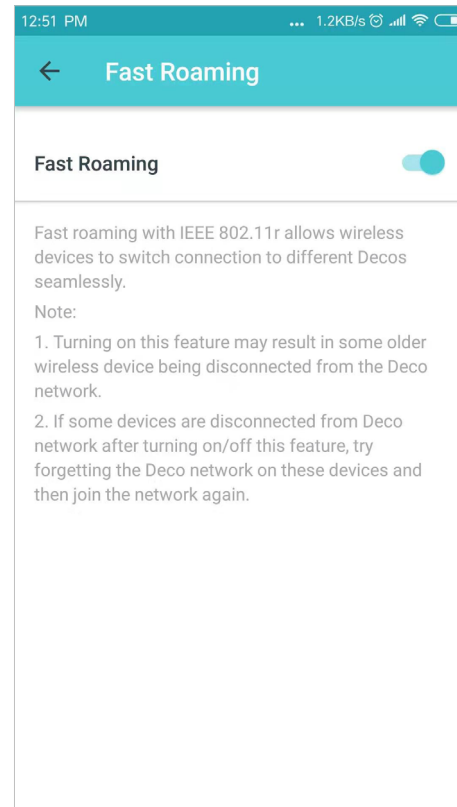 12:51 PM ... 1.2KB/s
Fast Roaming
Fast Roaming
Fast roaming with IEEE 802.11r allows wireless
devices to switch connection to different Decos
seamlessly.
Note:
1. Turning on this feature may result in some older
wireless device being disconnected from the Deco
network.
2. If some devices are disconnected from Deco
network after turning on/off this feature, try
forgetting the Deco network on these devices and
then join the network again.